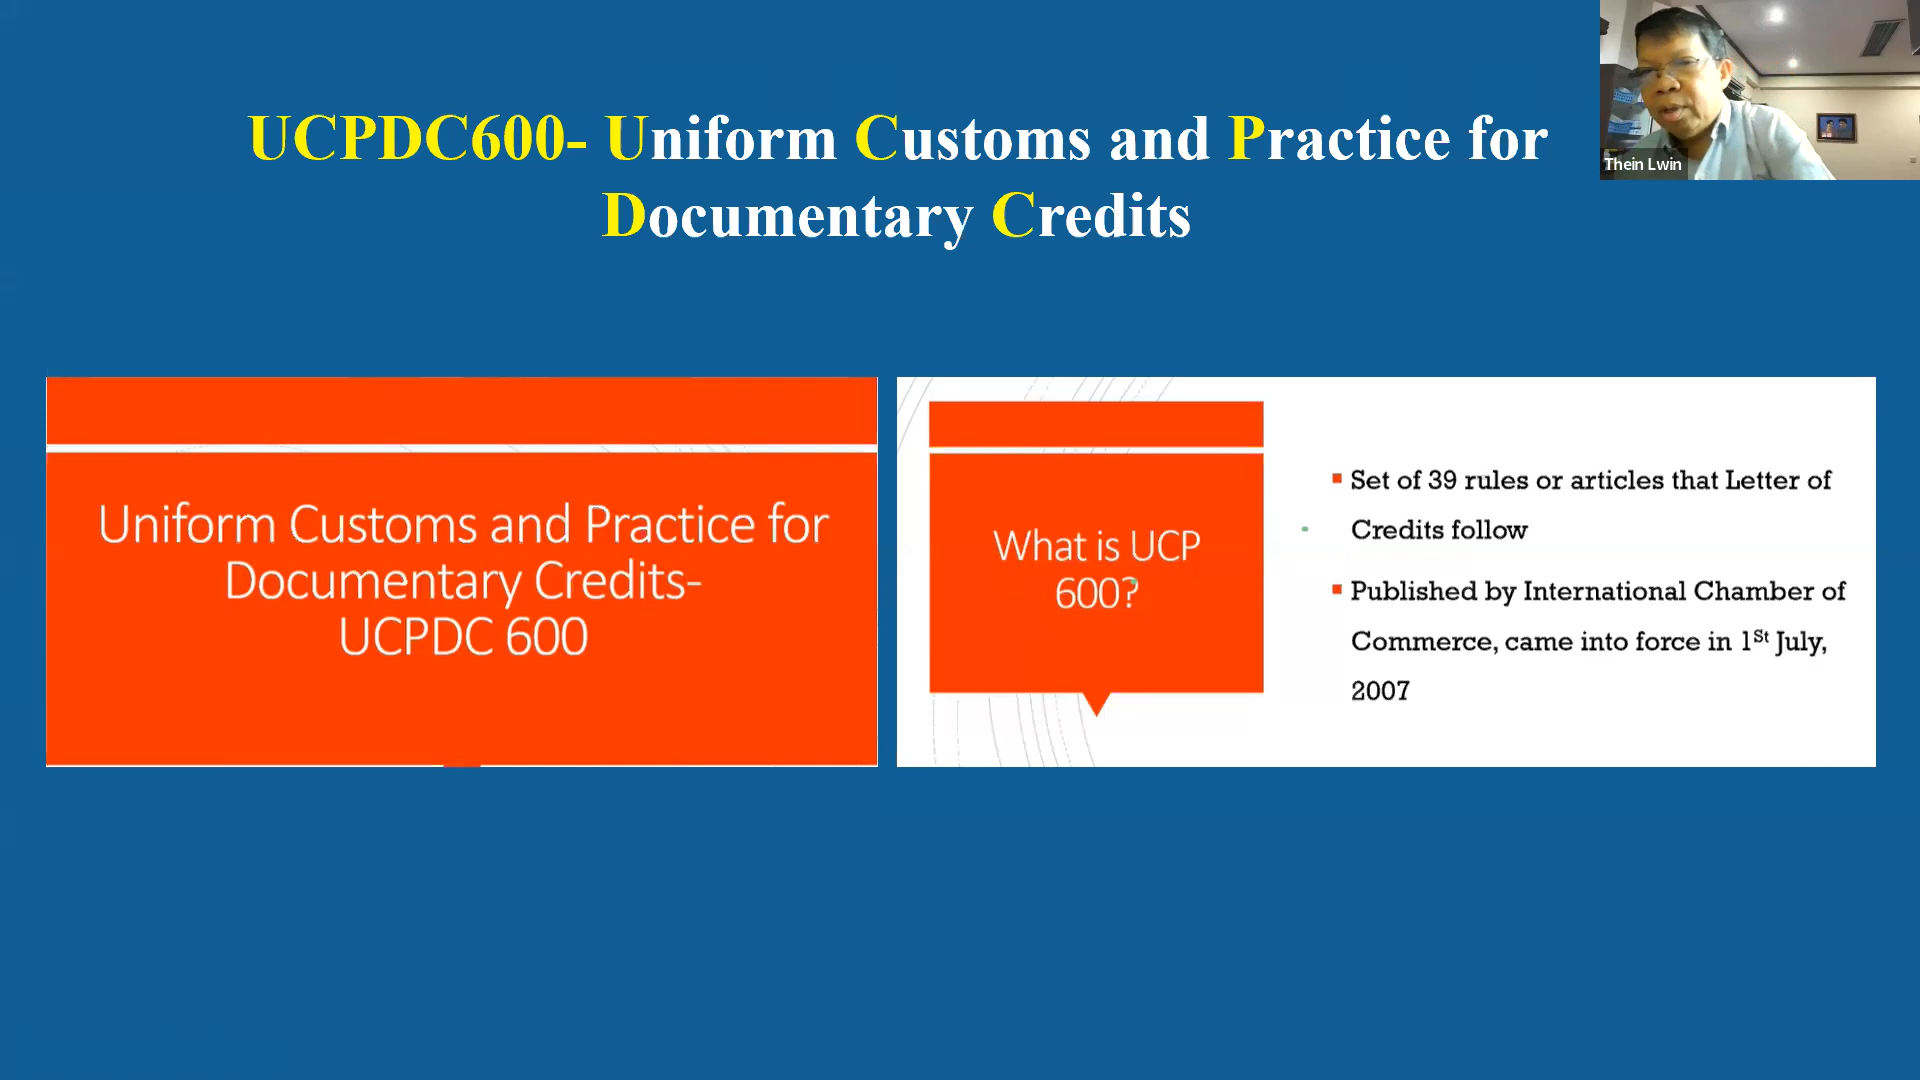 UCPDC600- Uniform Customs and Practice for
Documentary Credits
Thein Lwin
Uniform Customs and Practice for
Documentary Credits-
UCPDC 600
What is UCP
600?
Set of 39 rules or articles that Letter of
Credits follow
Published by International Chamber of
Commerce, came into force in 1St July,
2007